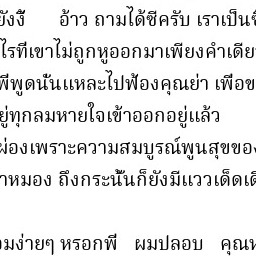 ยังงี้ อ้าว ถามได้ซีครับ เราเป็น
ไรที่เขาไม่ถูกหูออกมาเพียงคำเดีย
พี่พูดนั่นแหละไปฟ้องคุณย่า เพื่อข
ยู่ทุกลมหายใจเข้าออกอยู่แล้ว
ผ่องเพราะความสมบูรณ์พูนสุขขอ
าหมอง ถึงกระนั้นก็ยังมีแววเด็ดเดี
อมง่ายๆ หรอกพี่ ผมปลอบ คุณห